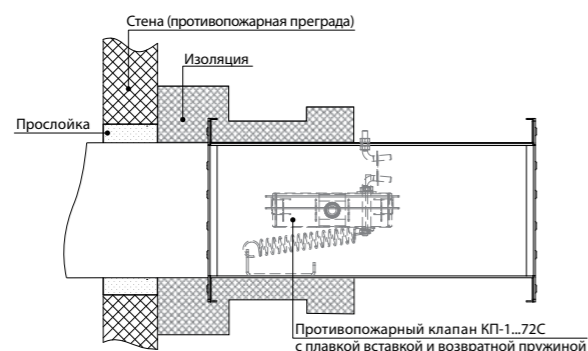 Стена (противопожарная преграда)
Изоляция
Прослойка
Противопожарный клапан КП-1...72С
с плавкой вставкой и возвратной пружиной